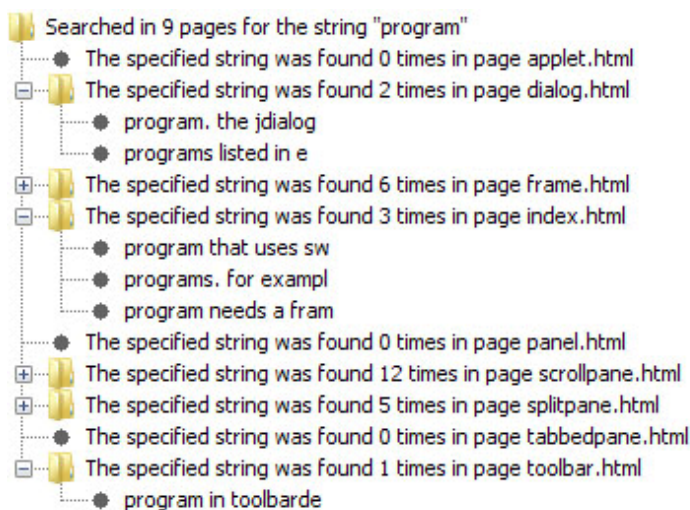 Searched in 9 pages for the string "program"
The specified string was found 0 times in page applet.html
The specified string was found 2 times in page dialog.html
program. the jdialog
programs listed in e
The specified string was found 6 times in page frame.html
The specified string was found 3 times in page index.html
program that uses sw
programs. for exampl
program needs a fram
The specified string was found 0 times in page panel.html
The specified string was found 12 times in page scrollpane.html
The specified string was found 5 times in page splitpane.html
The specified string was found 0 times in page tabbedpane.html
The specified string was found 1 times in page toolbar.html
program in toolbarde